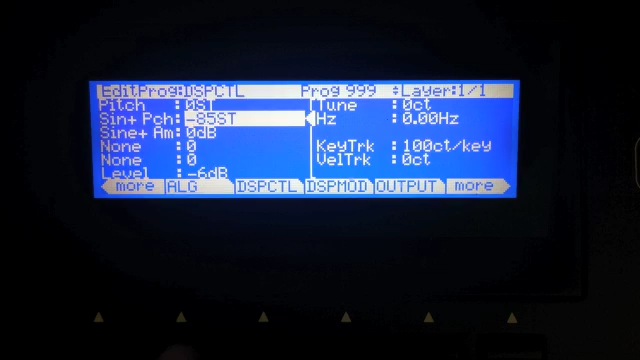 EditProg:DSPCTL Prog 999 Layer:1/1
Pitch :0ST Tune :0ct
Sin+ Pch:-85ST Hz :0.00Hz
Sine+ Am:0dB
None :0 KeyTrk :100ct/key
None :0 VelTrk :0ct
Level :-6dB
more ALG DSPCTL DSPMOD OUTPUT more